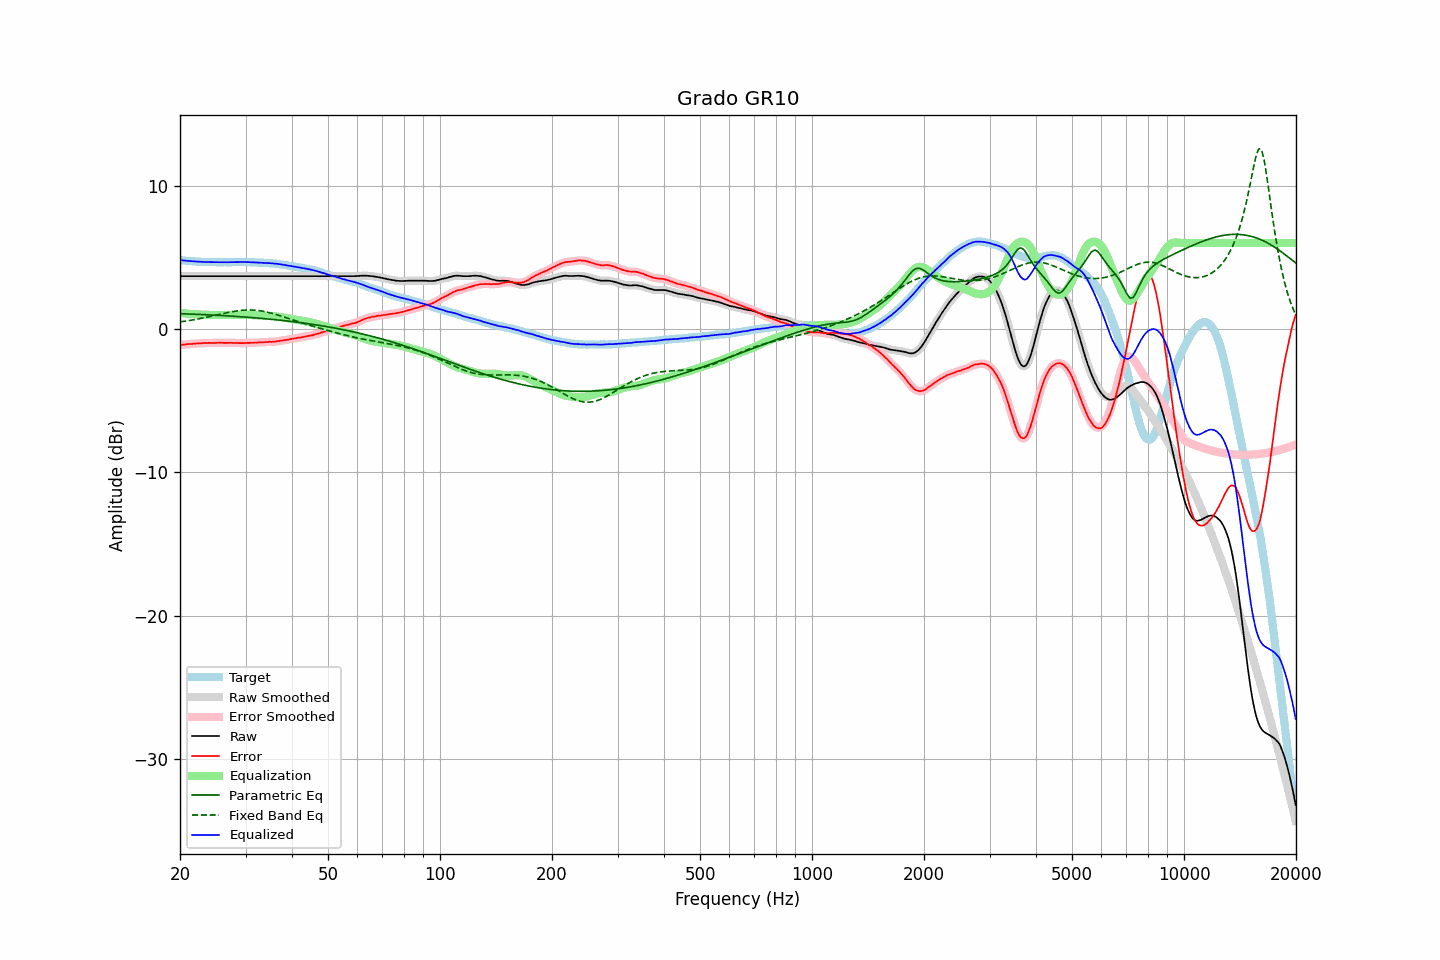 Grado GR10
Amplitude (dBr)
10
0
−10
−20
−30
Target
Raw Smoothed
Error Smoothed
Raw
Error
Equalization
Parametric Eq
Fixed Band Eq
Equalized
20 50 100 200 500 1000 2000 5000 10000 20000
Frequency (Hz)